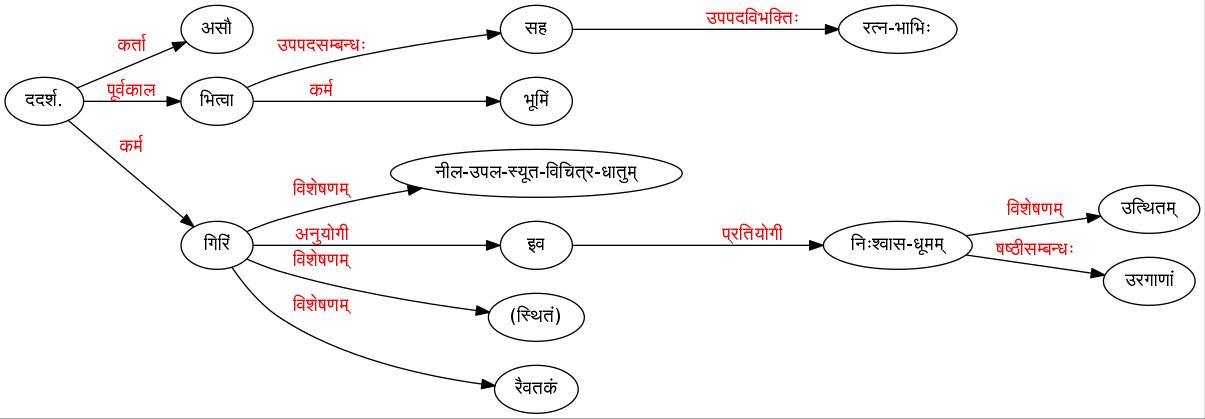 असौ
सह
उपपदविभक्तिः
रत्न-भाभिः
कर्ता
उपपदसम्बन्धः
ददर्श.
पूर्वकाल
भित्वा
कर्म
भूमिं
कर्म
नील-उपल-स्यूत-विचित्र-धातुम्
विशेषणम्
गिरिं
अनुयोगी
इव
प्रतियोगी
निःश्वास-धूमम्
विशेषणम्
उत्थितम्
षष्ठीसम्बन्धः
उरगाणां
विशेषणम्
(स्थितं)
विशेषणम्
रैवतकं